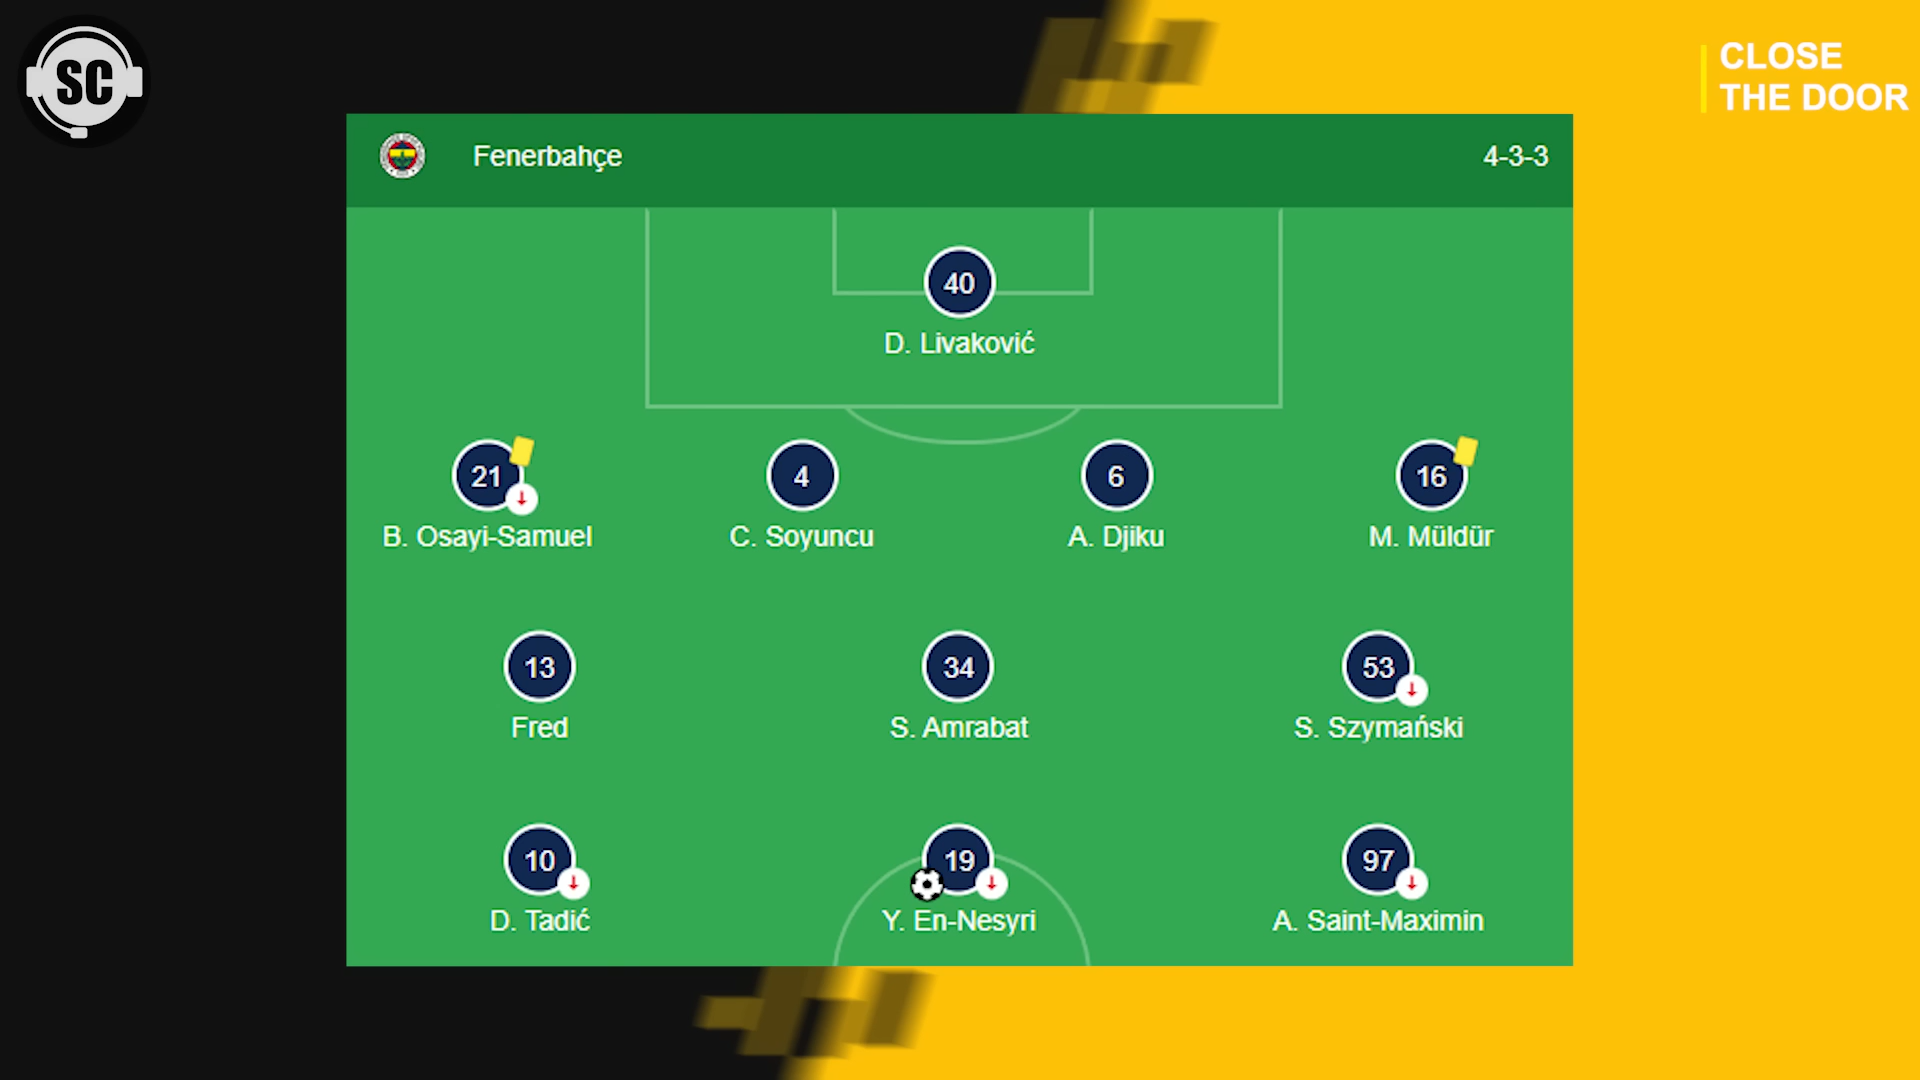 SC
CLOSE
THE DOOR
Fenerbahçe
4-3-3
40
D. Livaković
21
B. Osayi-Samuel
4
C. Soyuncu
6
A. Djiku
16
M. Müldür
13
Fred
34
S. Amrabat
53
S. Szymański
10
D. Tadić
19
Y. En-Nesyri
97
A. Saint-Maximin